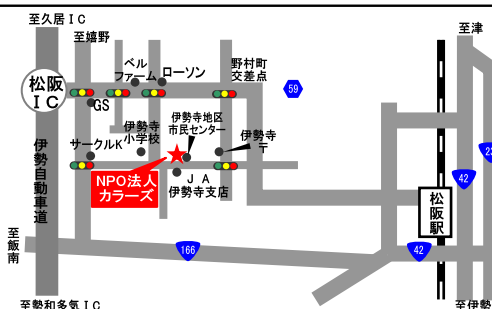 至久居IC
至嬉野
至津
ベル
ファーム
ローソン
野村町
交差点
松阪
IC
GS
59
伊勢寺
小学校
伊勢寺地区
市民センター
サークルK
伊勢寺
〒
伊勢自動車道
NPO法人
カラーズ
JA
伊勢寺支店
42
23
松阪駅
至飯南
166
42
至勢和多気IC
至伊勢